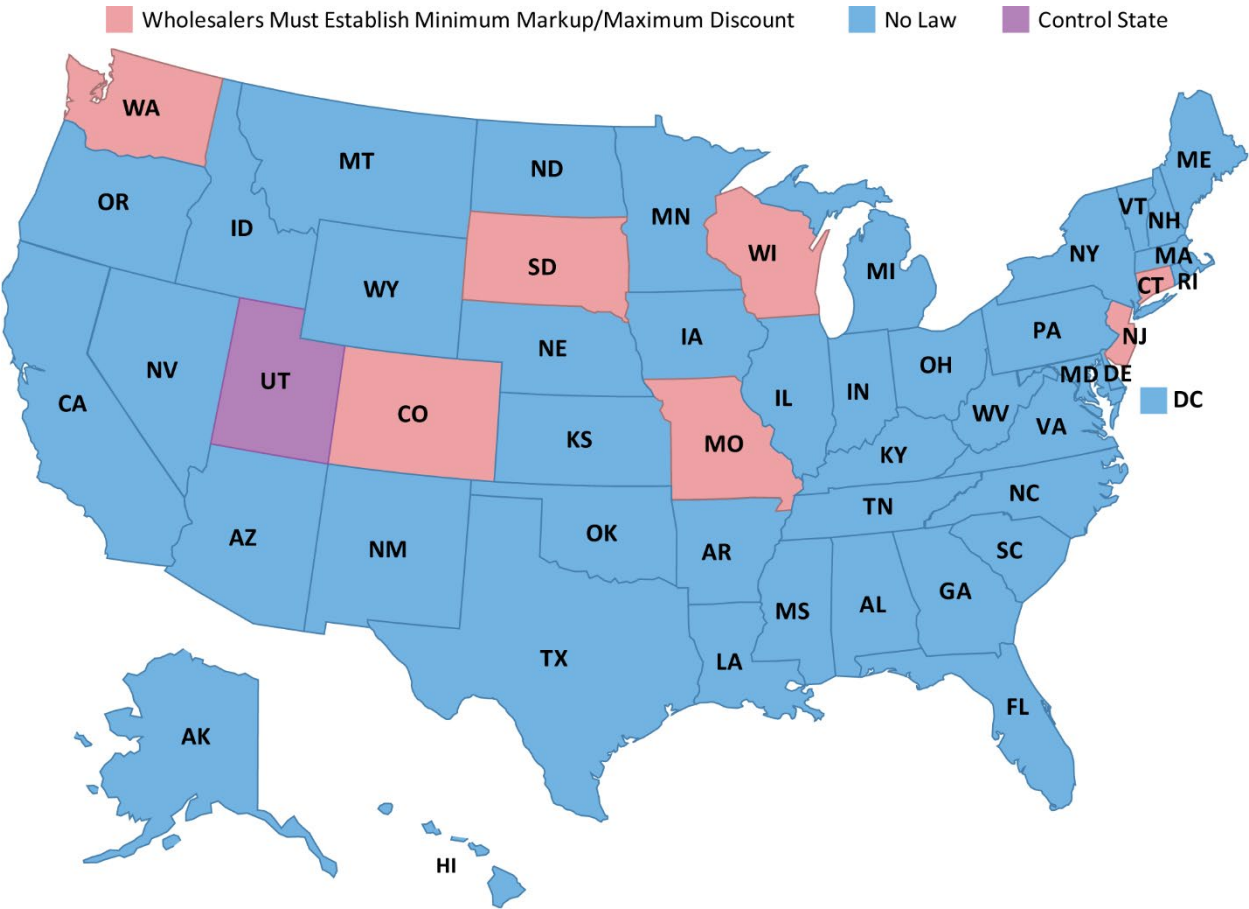 Wholesalers Must Establish Minimum Markup/Maximum Discount No Law Control State
WA
MT
ND
ME
OR
ID
MN
VT
NH
SD
WI
NY
MA
WY
MI
CT
RI
NE
IA
PA
NJ
NV
UT
OH
MD
DE
CA
CO
IL
IN
WV
DC
KS
MO
KY
VA
TN
NC
AZ
NM
OK
AR
SC
MS
AL
GA
TX
LA
FL
AK
HI